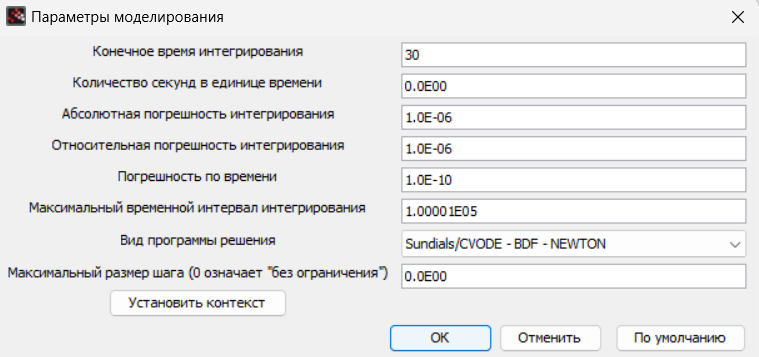 Параметры моделирования
Конечное время интегрирования 30
Количество секунд в единице времени 0.0E00
Абсолютная погрешность интегрирования 1.0E-06
Относительная погрешность интегрирования 1.0E-06
Погрешность по времени 1.0E-10
Максимальный временной интервал интегрирования 1.00001E05
Вид программы решения Sundials/CVODE - BDF - NEWTON
Максимальный размер шага (0 означает "без ограничения") 0.0E00
Установить контекст
OK Отменить По умолчанию